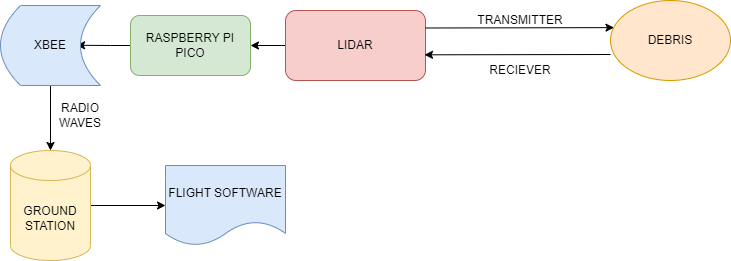 TRANSMITTER
XBEE
RASPBERRY PI
PICO
LIDAR
DEBRIS
RECIEVER
RADIO
WAVES
FLIGHT SOFTWARE
GROUND
STATION